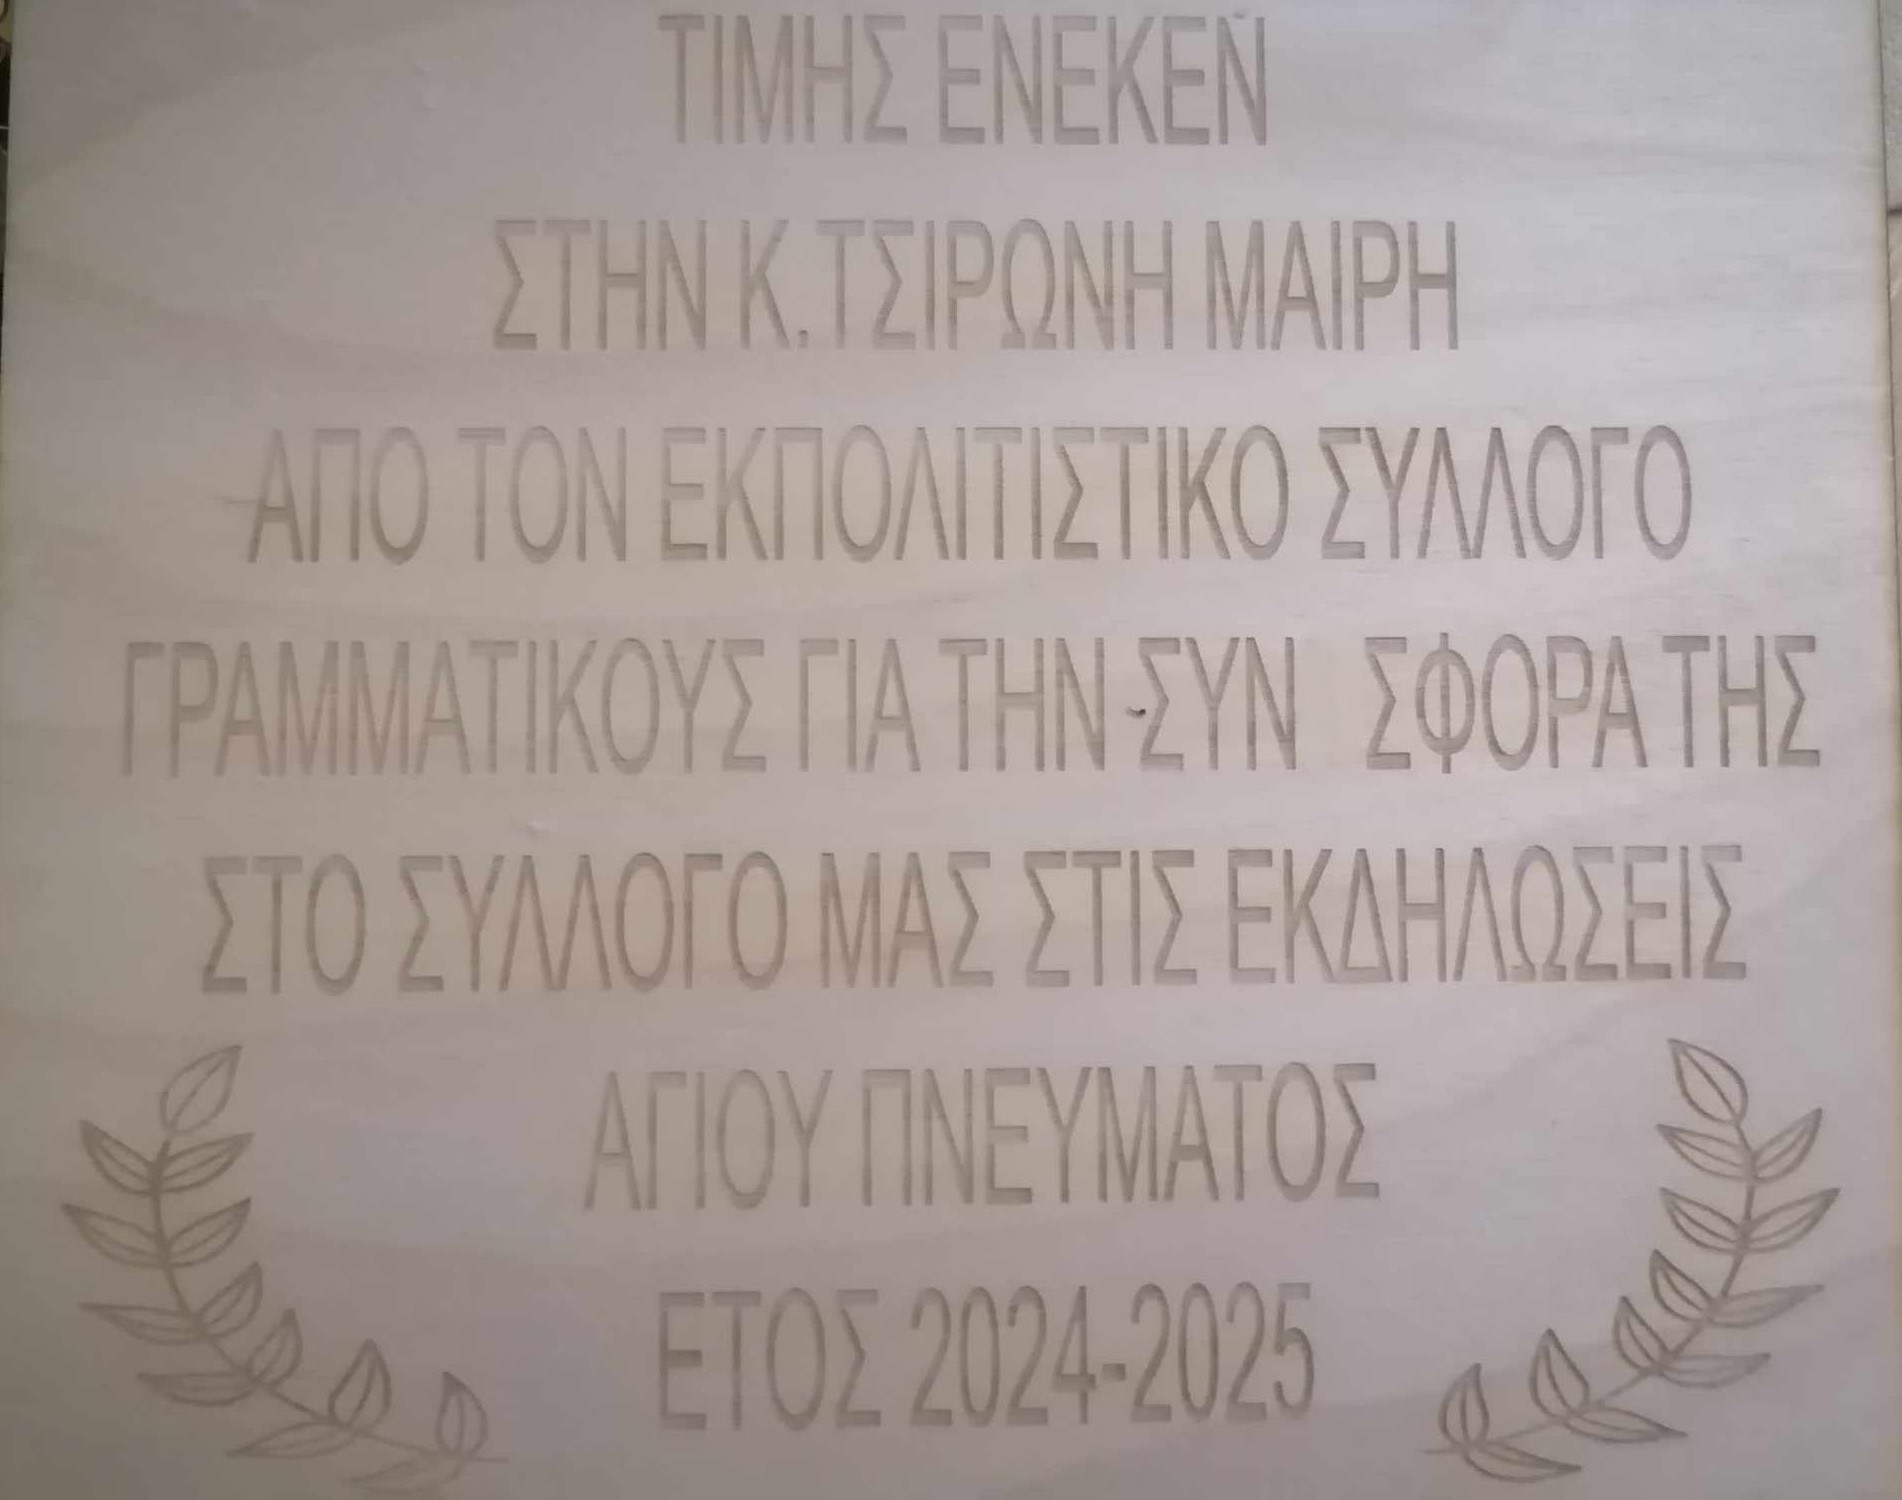 ΤΙΜΗΣ ΕΝΕΚΕΝ
ΣΤΗΝ Κ.ΤΣΙΡΩΝΗ ΜΑΙΡΗ
ΑΠΟ ΤΟΝ ΕΚΠΟΛΙΤΙΣΤΙΚΟ ΣΥΛΛΟΓΟ
ΓΡΑΜΜΑΤΙΚΟΥΣ ΓΙΑ ΤΗΝ ΣΥΝ ΣΦΟΡΑ ΤΗΣ
ΣΤΟ ΣΥΛΛΟΓΟ ΜΑΣ ΣΤΙΣ ΕΚΔΗΛΩΣΕΙΣ
ΑΓΙΟΥ ΠΝΕΥΜΑΤΟΣ
ΕΤΟΣ 2024-2025